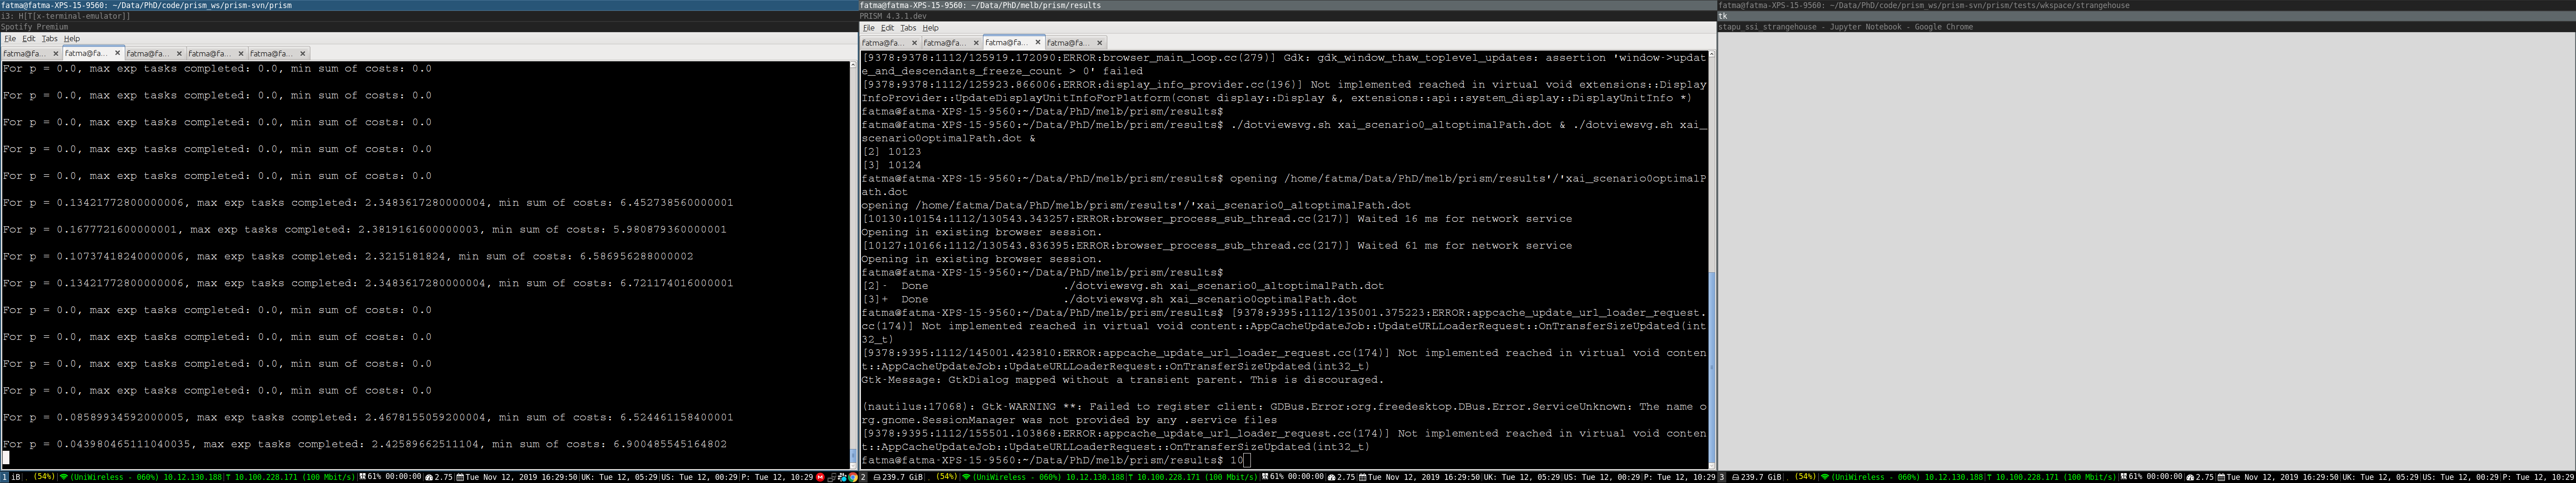 fatma@fatma-XPS-15-9560: ~/Data/PhD/code/prism_ws/prism-svn/prism
i3: H[T[x-terminal-emulator]]
Spotify Premium
File Edit Tabs Help
fatma@fa... × fatma@fa... × fatma@fa... × fatma@fa... × fatma@fa... ×
For p = 0.0, max exp tasks completed: 0.0, min sum of costs: 0.0
For p = 0.0, max exp tasks completed: 0.0, min sum of costs: 0.0
For p = 0.0, max exp tasks completed: 0.0, min sum of costs: 0.0
For p = 0.0, max exp tasks completed: 0.0, min sum of costs: 0.0
For p = 0.0, max exp tasks completed: 0.0, min sum of costs: 0.0
For p = 0.13421772800000006, max exp tasks completed: 2.3483617280000004, min sum of costs: 6.452738560000001
For p = 0.1677721600000001, max exp tasks completed: 2.3819161600000003, min sum of costs: 5.980879360000001
For p = 0.10737418240000006, max exp tasks completed: 2.3215181824, min sum of costs: 6.586956288000002
For p = 0.13421772800000006, max exp tasks completed: 2.3483617280000004, min sum of costs: 6.721174016000001
For p = 0.0, max exp tasks completed: 0.0, min sum of costs: 0.0
For p = 0.0, max exp tasks completed: 0.0, min sum of costs: 0.0
For p = 0.0, max exp tasks completed: 0.0, min sum of costs: 0.0
For p = 0.0, max exp tasks completed: 0.0, min sum of costs: 0.0
For p = 0.08589934592000005, max exp tasks completed: 2.4678155059200004, min sum of costs: 6.524461158400001
For p = 0.043980465111040035, max exp tasks completed: 2.42589662511104, min sum of costs: 6.900485545164802
1 iB| . (54%) (UniWireless - 060%) 10.12.130.188|T 10.100.228.171 (100 Mbit/s)|61% 00:00:00|2.75|Tue Nov 12, 2019 16:29:50|UK: Tue 12, 05:29|US: Tue 12, 00:29|P: Tue 12, 10:29
fatma@fatma-XPS-15-9560: ~/Data/PhD/melb/prism/results
PRISM 4.3.1.dev
File Edit Tabs Help
fatma@fa... × fatma@fa... × fatma@fa... × fatma@fa... ×
[9378:9378:1112/125919.172090:ERROR:browser_main_loop.cc(279)] Gdk: gdk_window_thaw_toplevel_updates: assertion 'window->updat
e_and_descendants_freeze_count > 0' failed
[9378:9378:1112/125923.866006:ERROR:display_info_provider.cc(196)] Not implemented reached in virtual void extensions::Display
InfoProvider::UpdateDisplayUnitInfoForPlatform(const display::Display &, extensions::api::system_display::DisplayUnitInfo *)
fatma@fatma-XPS-15-9560:~/Data/PhD/melb/prism/results$
fatma@fatma-XPS-15-9560:~/Data/PhD/melb/prism/results$ ./dotviewsvg.sh xai_scenario0_altoptimalPath.dot & ./dotviewsvg.sh xai_
scenario0optimalPath.dot &
[2] 10123
[3] 10124
fatma@fatma-XPS-15-9560:~/Data/PhD/melb/prism/results$ opening /home/fatma/Data/PhD/melb/prism/results'/'xai_scenario0optimalP
ath.dot
opening /home/fatma/Data/PhD/melb/prism/results'/'xai_scenario0_altoptimalPath.dot
[10130:10154:1112/130543.343257:ERROR:browser_process_sub_thread.cc(217)] Waited 16 ms for network service
Opening in existing browser session.
[10127:10166:1112/130543.836395:ERROR:browser_process_sub_thread.cc(217)] Waited 61 ms for network service
Opening in existing browser session.
fatma@fatma-XPS-15-9560:~/Data/PhD/melb/prism/results$
[2]- Done ./dotviewsvg.sh xai_scenario0_altoptimalPath.dot
[3]+ Done ./dotviewsvg.sh xai_scenario0optimalPath.dot
fatma@fatma-XPS-15-9560:~/Data/PhD/melb/prism/results$ [9378:9395:1112/135001.375223:ERROR:appcache_update_url_loader_request.
cc(174)] Not implemented reached in virtual void content::AppCacheUpdateJob::UpdateURLLoaderRequest::OnTransferSizeUpdated(int
32_t)
[9378:9395:1112/145001.423810:ERROR:appcache_update_url_loader_request.cc(174)] Not implemented reached in virtual void conten
t::AppCacheUpdateJob::UpdateURLLoaderRequest::OnTransferSizeUpdated(int32_t)
Gtk-Message: GtkDialog mapped without a transient parent. This is discouraged.
(nautilus:17068): Gtk-WARNING **: Failed to register client: GDBus.Error:org.freedesktop.DBus.Error.ServiceUnknown: The name o
rg.gnome.SessionManager was not provided by any .service files
[9378:9395:1112/155501.103868:ERROR:appcache_update_url_loader_request.cc(174)] Not implemented reached in virtual void conten
t::AppCacheUpdateJob::UpdateURLLoaderRequest::OnTransferSizeUpdated(int32_t)
fatma@fatma-XPS-15-9560:~/Data/PhD/melb/prism/results$ 10
2 239.7 GiB| . (54%) (UniWireless - 060%) 10.12.130.188|T 10.100.228.171 (100 Mbit/s)|61% 00:00:00|2.75|Tue Nov 12, 2019 16:29:50|UK: Tue 12, 05:29|US: Tue 12, 00:29|P: Tue 12, 10:29
fatma@fatma-XPS-15-9560: ~/Data/PhD/code/prism_ws/prism-svn/prism/tests/wkspace/strangehouse
tk
stapu_ssi_strangehouse - Jupyter Notebook - Google Chrome
3 239.7 GiB| . (54%) (UniWireless - 060%) 10.12.130.188|T 10.100.228.171 (100 Mbit/s)|61% 00:00:00|2.75|Tue Nov 12, 2019 16:29:50|UK: Tue 12, 05:29|US: Tue 12, 00:29|P: Tue 12, 10:29